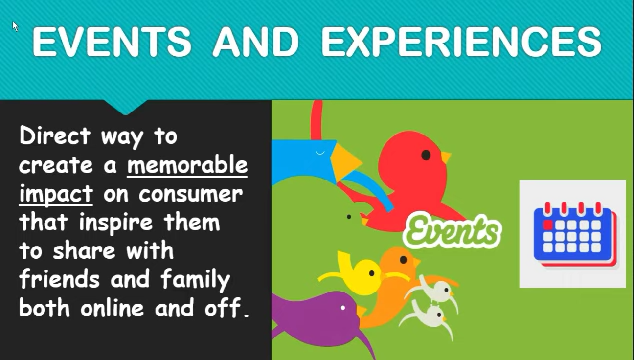 EVENTS AND EXPERIENCES
Direct way to
create a memorable
impact on consumer
that inspire them
to share with
friends and family
both online and off.
Events